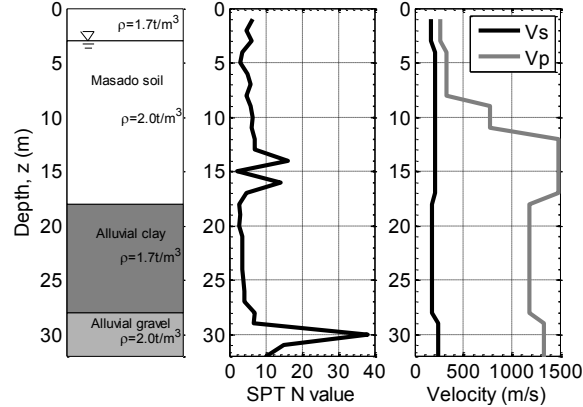 0
5
10
15
20
25
30
Depth, z (m)
ρ=1.7t/m³
Masado soil
ρ=2.0t/m³
Alluvial clay
ρ=1.7t/m³
Alluvial gravel
ρ=2.0t/m³
0
5
10
15
20
25
30
0 10 20 30 40
SPT N value
Vs
Vp
0
5
10
15
20
25
30
0 500 1000 1500
Velocity (m/s)